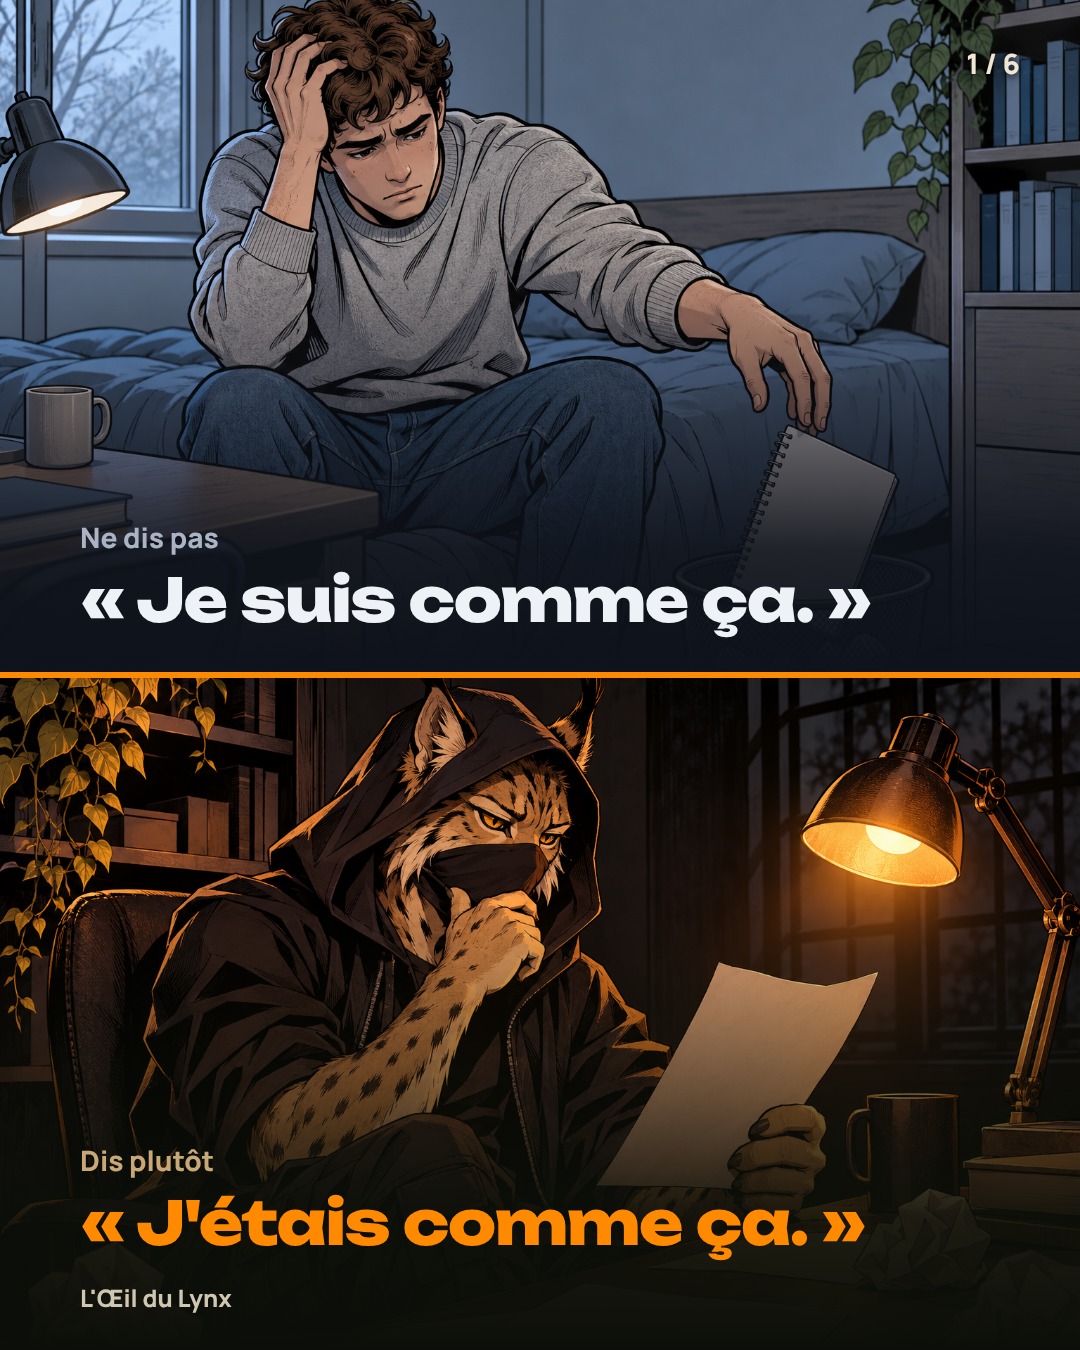 1 / 6
Ne dis pas
« Je suis comme ça. »
Dis plutôt
« J'étais comme ça. »
L'Œil du Lynx